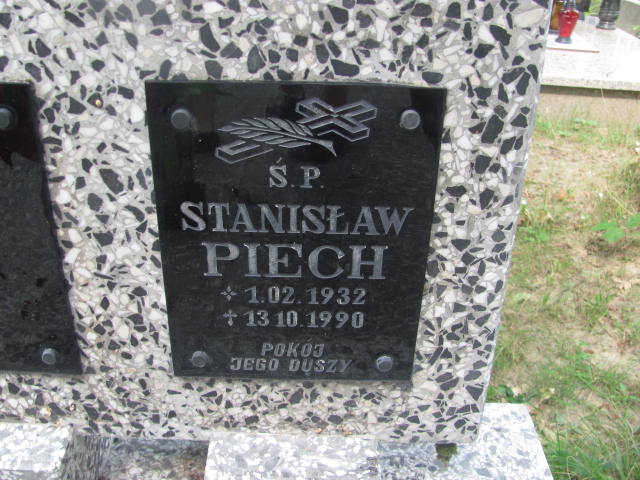 Ś.P.
STANISŁAW
PIECH
✧ 1.02.1932
✝ 13.10.1990
POKÓJ
JEGO DUSZY